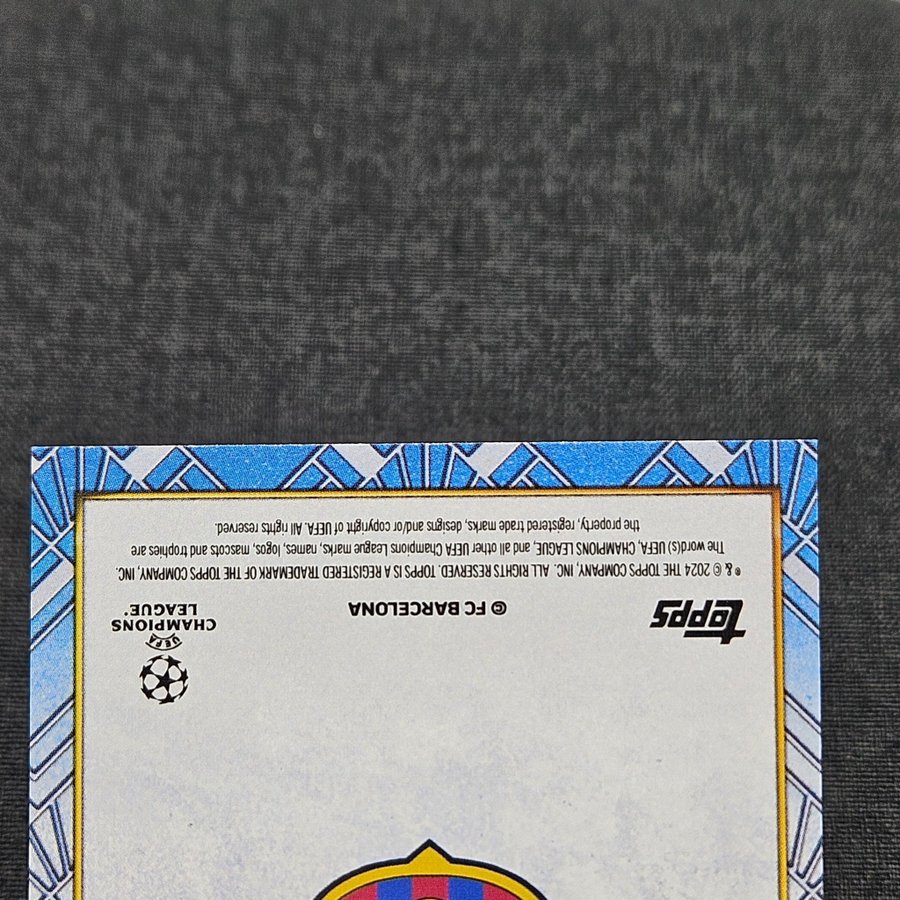 UEFA
CHAMPIONS
LEAGUE®
© FC BARCELONA
topps
® & © 2024 THE TOPPS COMPANY, INC. ALL RIGHTS RESERVED. TOPPS IS A REGISTERED TRADEMARK OF THE TOPPS COMPANY, INC.
The word(s) UEFA, CHAMPIONS LEAGUE, and all other UEFA Champions League marks, names, logos, mascots and trophies are
the property, registered trade marks, designs and/or copyright of UEFA. All rights reserved.